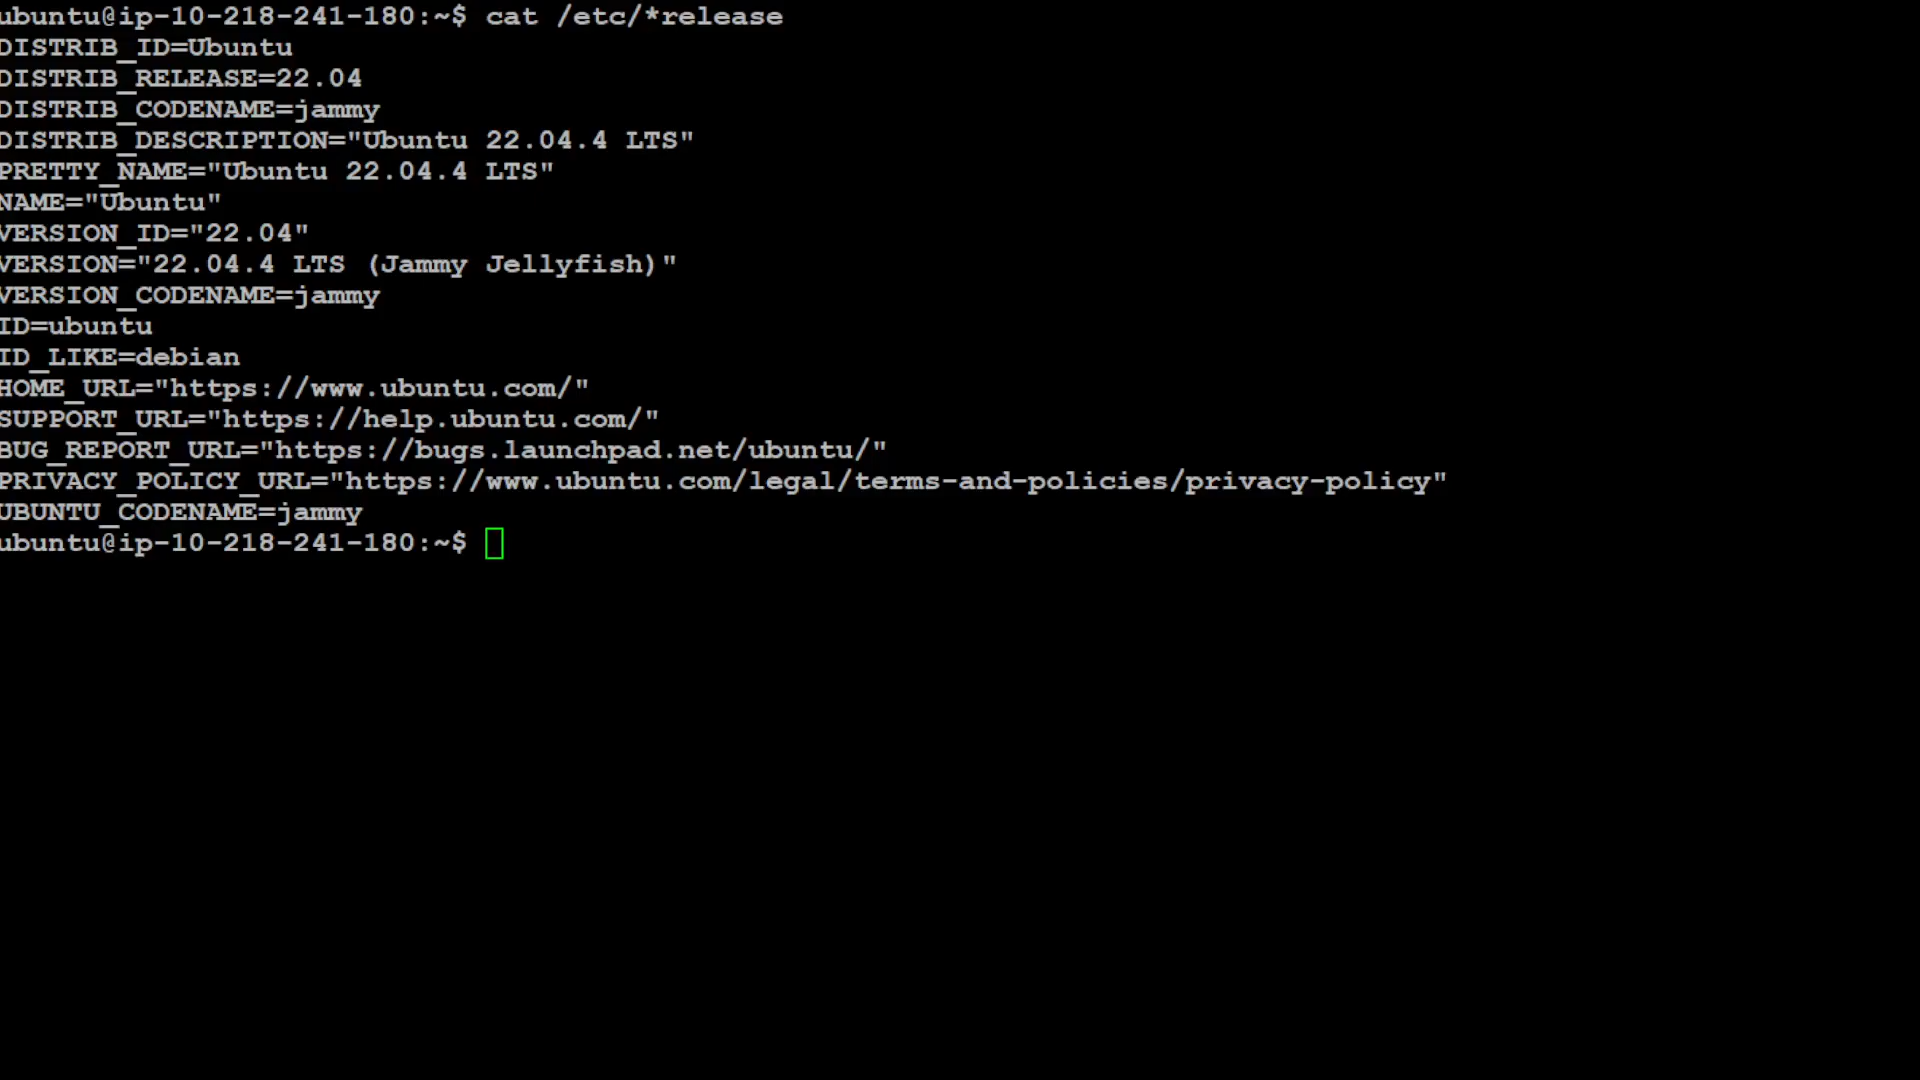 ubuntu@ip-10-218-241-180:~$ cat /etc/*release
DISTRIB_ID=Ubuntu
DISTRIB_RELEASE=22.04
DISTRIB_CODENAME=jammy
DISTRIB_DESCRIPTION="Ubuntu 22.04.4 LTS"
PRETTY_NAME="Ubuntu 22.04.4 LTS"
NAME="Ubuntu"
VERSION_ID="22.04"
VERSION="22.04.4 LTS (Jammy Jellyfish)"
VERSION_CODENAME=jammy
ID=ubuntu
ID_LIKE=debian
HOME_URL="https://www.ubuntu.com/"
SUPPORT_URL="https://help.ubuntu.com/"
BUG_REPORT_URL="https://bugs.launchpad.net/ubuntu/"
PRIVACY_POLICY_URL="https://www.ubuntu.com/legal/terms-and-policies/privacy-policy"
UBUNTU_CODENAME=jammy
ubuntu@ip-10-218-241-180:~$